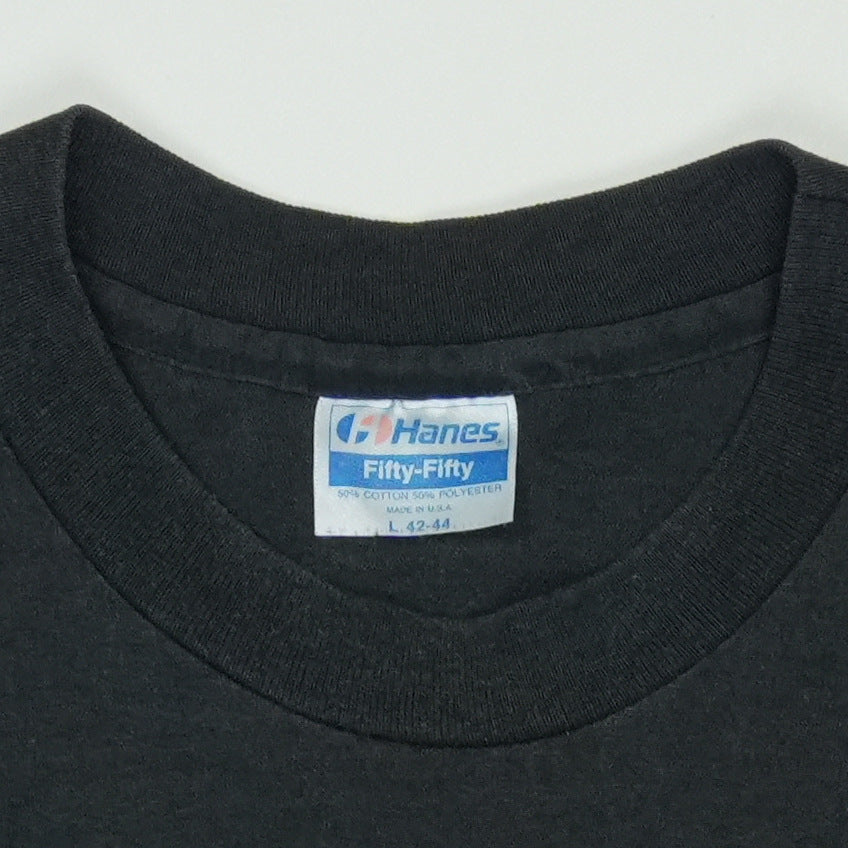 Hanes
Fifty-Fifty
50% COTTON 50% POLYESTER
MADE IN U.S.A
L. 42-44